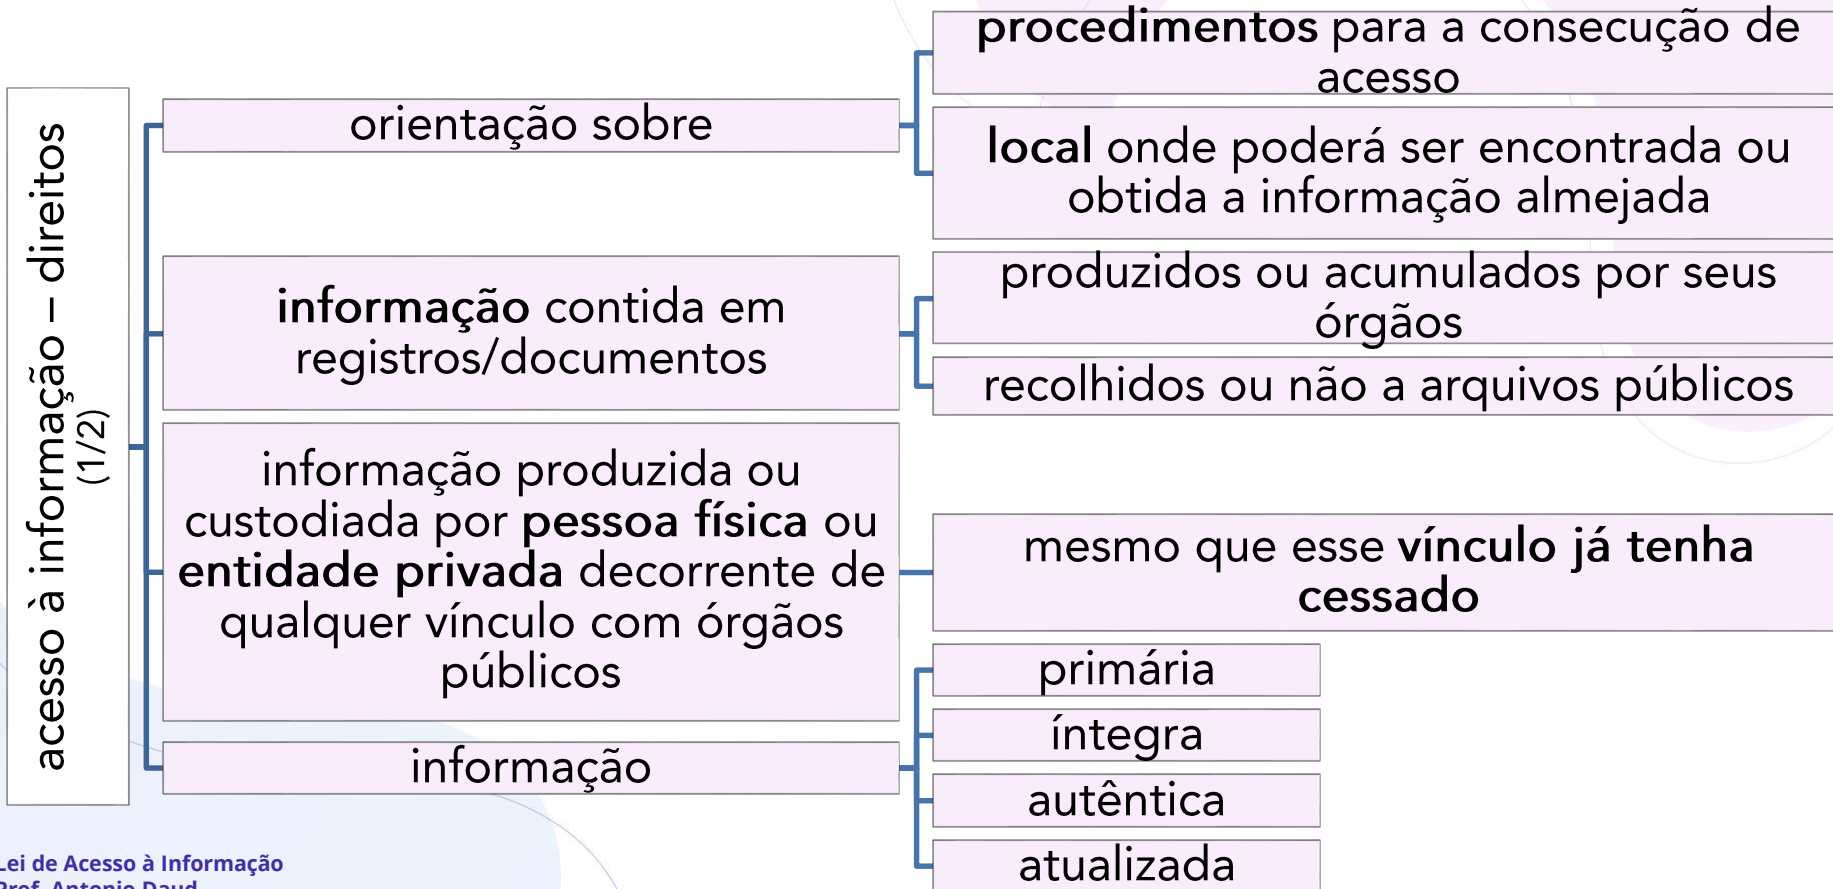 acesso à informação – direitos
(1/2)
orientação sobre
procedimentos para a consecução de
acesso
local onde poderá ser encontrada ou
obtida a informação almejada
informação contida em
registros/documentos
produzidos ou acumulados por seus
órgãos
recolhidos ou não a arquivos públicos
informação produzida ou
custodiada por pessoa física ou
entidade privada decorrente de
qualquer vínculo com órgãos
públicos
mesmo que esse vínculo já tenha
cessado
informação
primária
íntegra
autêntica
atualizada
Lei de Acesso à Informação
Prof. Antonio Daud